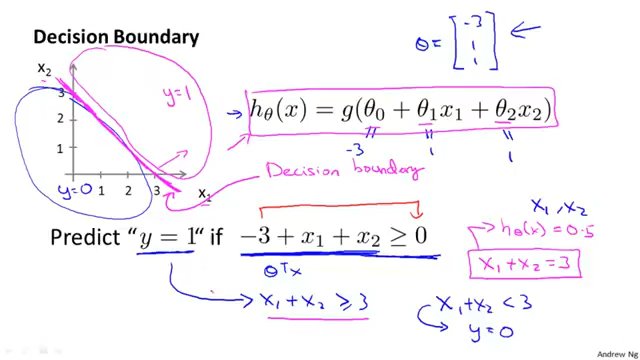 Decision Boundary
θ = [-3 1 1]
x₂
3
2
1
1 2 3
x₁
y=1
y=0
h_θ(x) = g(θ₀ + θ₁x₁ + θ₂x₂)
-3 1 1
Decision boundary
Predict "y = 1" if -3 + x₁ + x₂ ≥ 0
θᵀx
x₁ + x₂ ≥ 3
x₁, x₂
h_θ(x) = 0.5
x₁ + x₂ = 3
x₁ + x₂ < 3
y = 0
Andrew Ng